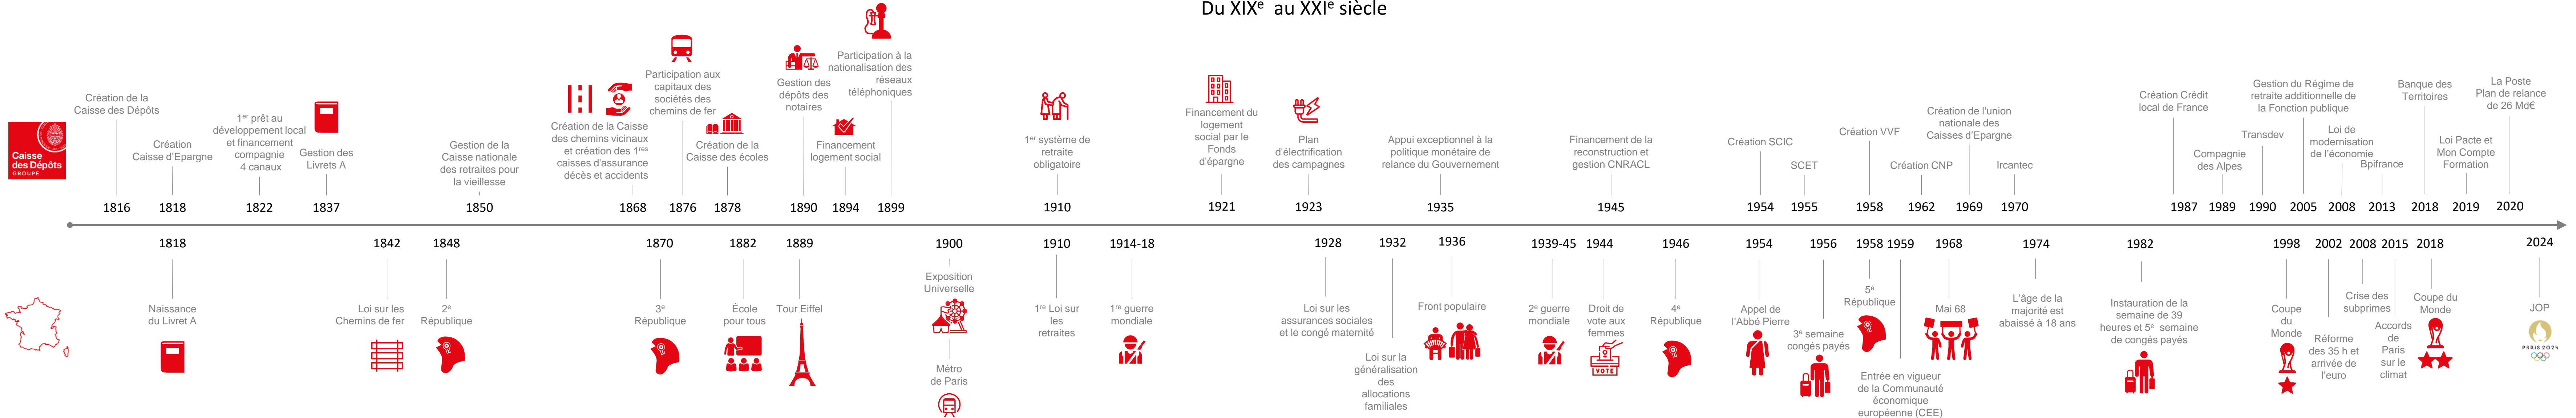 Du XIXe au XXIe siècle
Caisse
des Dépôts
GROUPE
Création de la
Caisse des Dépôts
1816
Création
Caisse d'Epargne
1818
1er prêt au
développement local
et financement
compagnie
4 canaux
1822
Gestion des
Livrets A
1837
Gestion de la
Caisse nationale
des retraites pour
la vieillesse
1850
Création de la Caisse
des chemins vicinaux
et création des 1res
caisses d'assurance
décès et accidents
1868
Participation aux
capitaux des
sociétés des
chemins de fer
1876
Création de la
Caisse des écoles
1878
Gestion des
dépôts des
notaires
1890
Financement
logement social
1894
Participation à la
nationalisation des
réseaux
téléphoniques
1899
1er système de
retraite
obligatoire
1910
Financement du
logement
social par le
Fonds
d'épargne
1921
Plan
d'électrification
des campagnes
1923
Appui exceptionnel à la
politique monétaire de
relance du Gouvernement
1935
Financement de la
reconstruction et
gestion CNRACL
1945
Création SCIC
1954
SCET
1955
Création VVF
1958
Création CNP
1962
Création de l'union
nationale des
Caisses d'Epargne
1969
Ircantec
1970
Création Crédit
local de France
1987
Compagnie
des Alpes
1989
Transdev
1990
Gestion du Régime de
retraite additionnelle de
la Fonction publique
2005
Loi de
modernisation
de l'économie
2008
Bpifrance
2013
Banque des
Territoires
2018
Loi Pacte et
Mon Compte
Formation
2019
La Poste
Plan de relance
de 26 Md€
2020
1818
Naissance
du Livret A
1842
Loi sur les
Chemins de fer
1848
2e
République
1870
3e
République
1882
École
pour tous
1889
Tour Eiffel
1900
Exposition
Universelle
Métro
de Paris
1910
1re Loi sur
les
retraites
1914-18
1re guerre
mondiale
1928
Loi sur les
assurances sociales
et le congé maternité
1932
Loi sur la
généralisation
des
allocations
familiales
1936
Front populaire
1939-45
2e guerre
mondiale
1944
Droit de
vote aux
femmes
VOTE
1946
4e
République
1954
Appel de
l'Abbé Pierre
1956
3e semaine
congés payés
1958
5e
République
1959
Entrée en vigueur
de la Communauté
économique
européenne (CEE)
1968
Mai 68
1974
L'âge de la
majorité est
abaissé à 18 ans
1982
Instauration de la
semaine de 39
heures et 5e semaine
de congés payés
1998
Coupe
du
Monde
2002
Réforme
des 35 h et
arrivée de
l'euro
2008
Crise des
subprimes
2015
Accords
de
Paris
sur le
climat
2018
Coupe du
Monde
2024
JOP
PARIS 2024